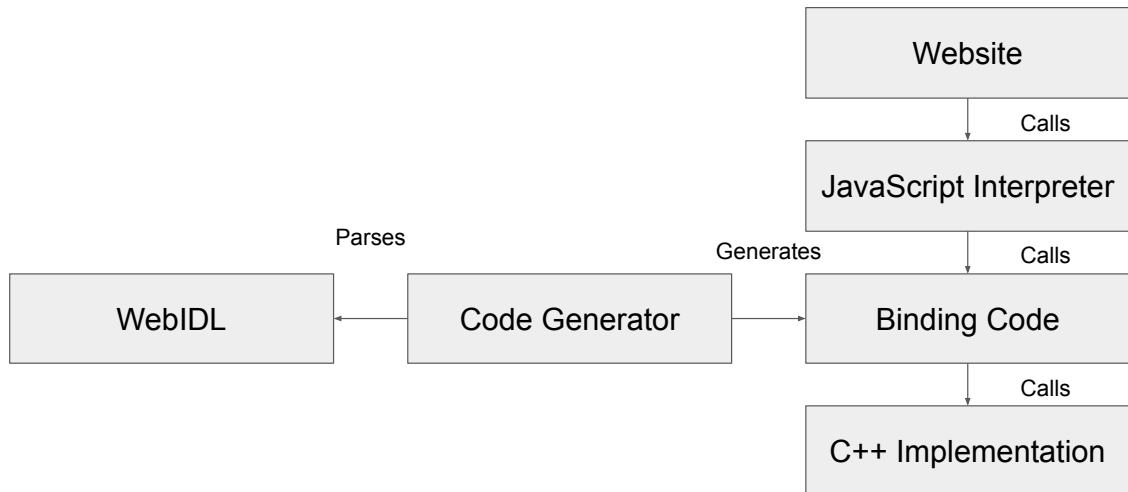 Website
Calls
JavaScript Interpreter
Parses
Generates
Calls
WebIDL
Code Generator
Binding Code
Calls
C++ Implementation